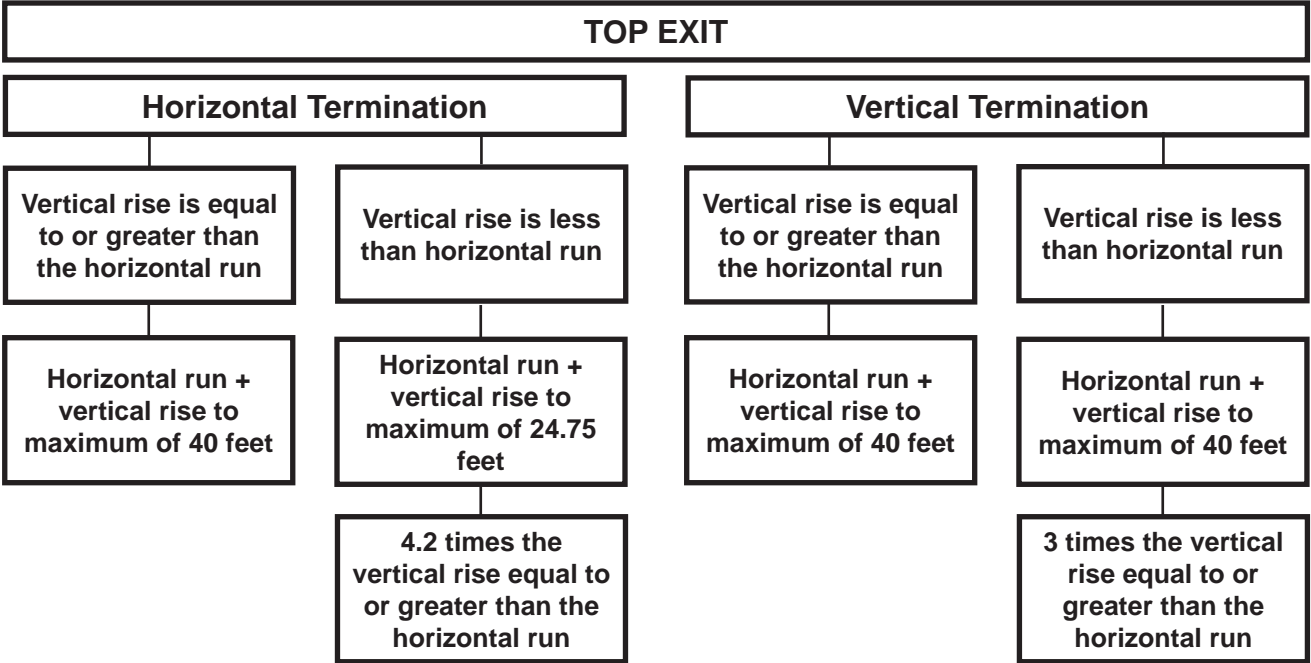 TOP EXIT
Horizontal Termination
Vertical Termination
Vertical rise is equal
to or greater than
the horizontal run
Vertical rise is less
than horizontal run
Vertical rise is equal
to or greater than
the horizontal run
Vertical rise is less
than horizontal run
Horizontal run +
vertical rise to
maximum of 40 feet
Horizontal run +
vertical rise to
maximum of 24.75
feet
Horizontal run +
vertical rise to
maximum of 40 feet
Horizontal run +
vertical rise to
maximum of 40 feet
4.2 times the
vertical rise equal to
or greater than the
horizontal run
3 times the vertical
rise equal to or
greater than the
horizontal run